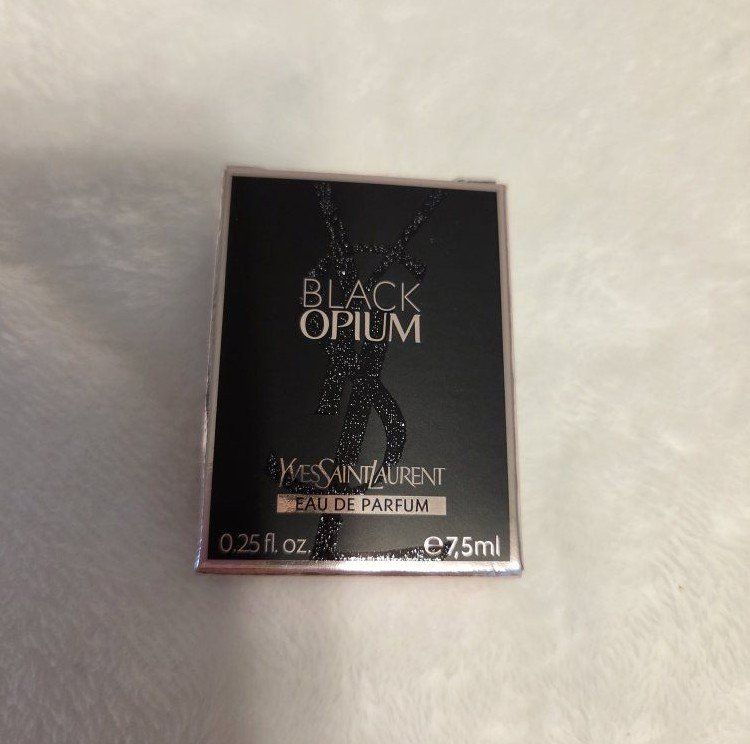 BLACK
OPIUM
YVESSAINTLAURENT
EAU DE PARFUM
0.25 fl. oz. ℮7,5ml